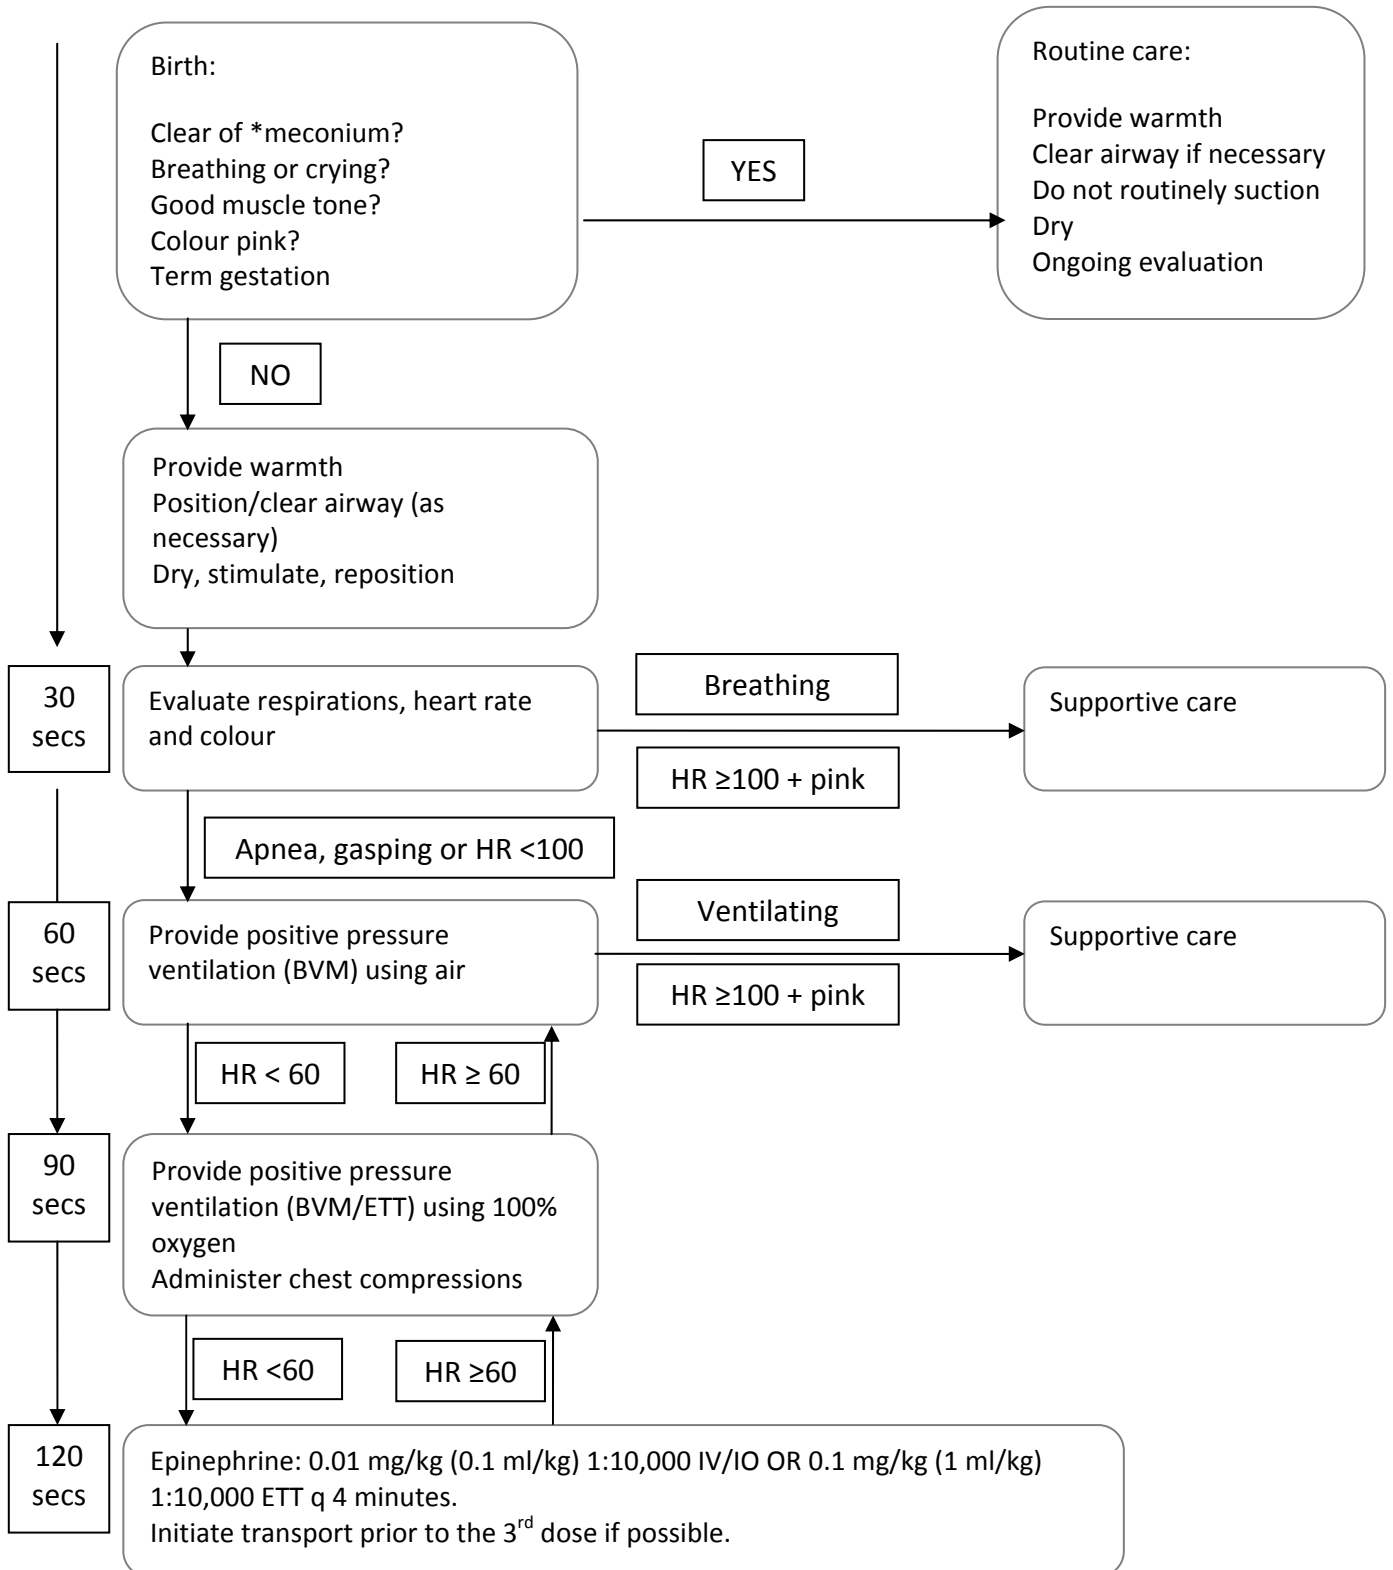 Birth:
Clear of *meconium?
Breathing or crying?
Good muscle tone?
Colour pink?
Term gestation
YES
Routine care:
Provide warmth
Clear airway if necessary
Do not routinely suction
Dry
Ongoing evaluation
NO
Provide warmth
Position/clear airway (as
necessary)
Dry, stimulate, reposition
30
secs
Evaluate respirations, heart rate
and colour
Breathing
HR ≥100 + pink
Supportive care
Apnea, gasping or HR <100
60
secs
Provide positive pressure
ventilation (BVM) using air
Ventilating
HR ≥100 + pink
Supportive care
HR < 60
HR ≥ 60
90
secs
Provide positive pressure
ventilation (BVM/ETT) using 100%
oxygen
Administer chest compressions
HR <60
HR ≥60
120
secs
Epinephrine: 0.01 mg/kg (0.1 ml/kg) 1:10,000 IV/IO OR 0.1 mg/kg (1 ml/kg)
1:10,000 ETT q 4 minutes.
Initiate transport prior to the 3rd dose if possible.